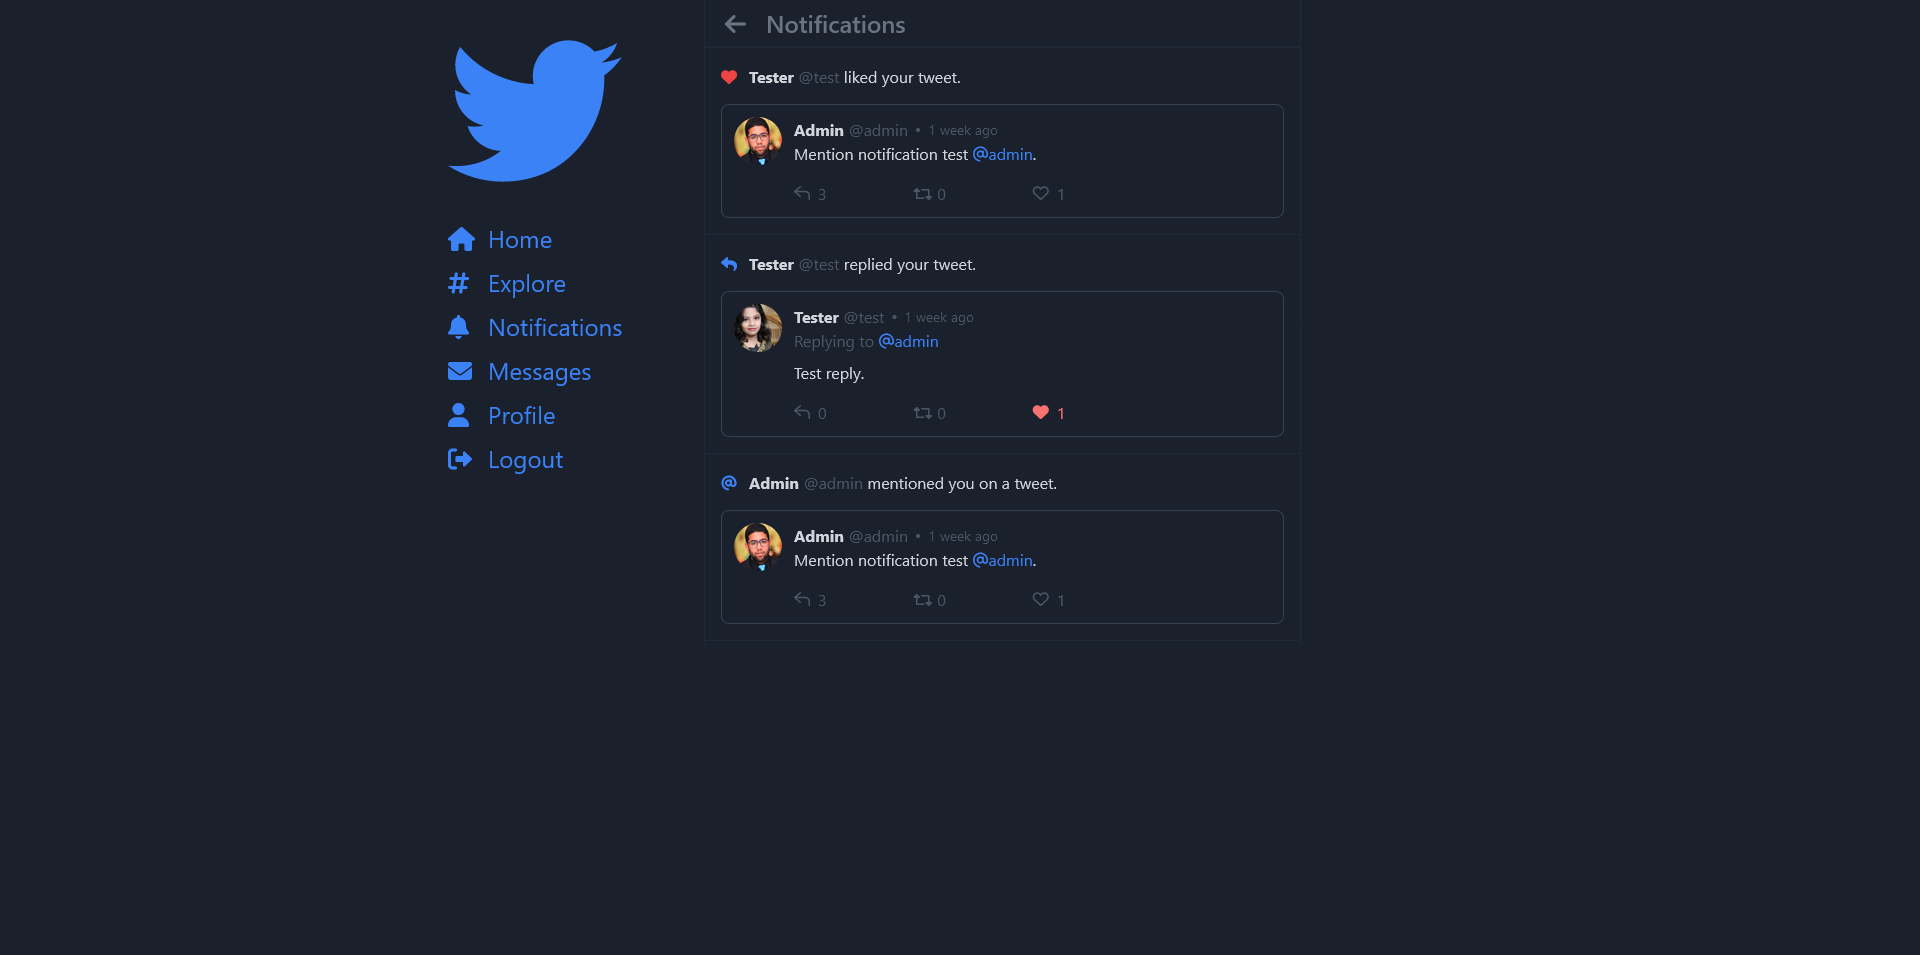 Home
Explore
Notifications
Messages
Profile
Logout
Notifications
Tester @test liked your tweet.
Admin @admin • 1 week ago
Mention notification test @admin.
3 0 1
Tester @test replied your tweet.
Tester @test • 1 week ago
Replying to @admin
Test reply.
0 0 1
Admin @admin mentioned you on a tweet.
Admin @admin • 1 week ago
Mention notification test @admin.
3 0 1